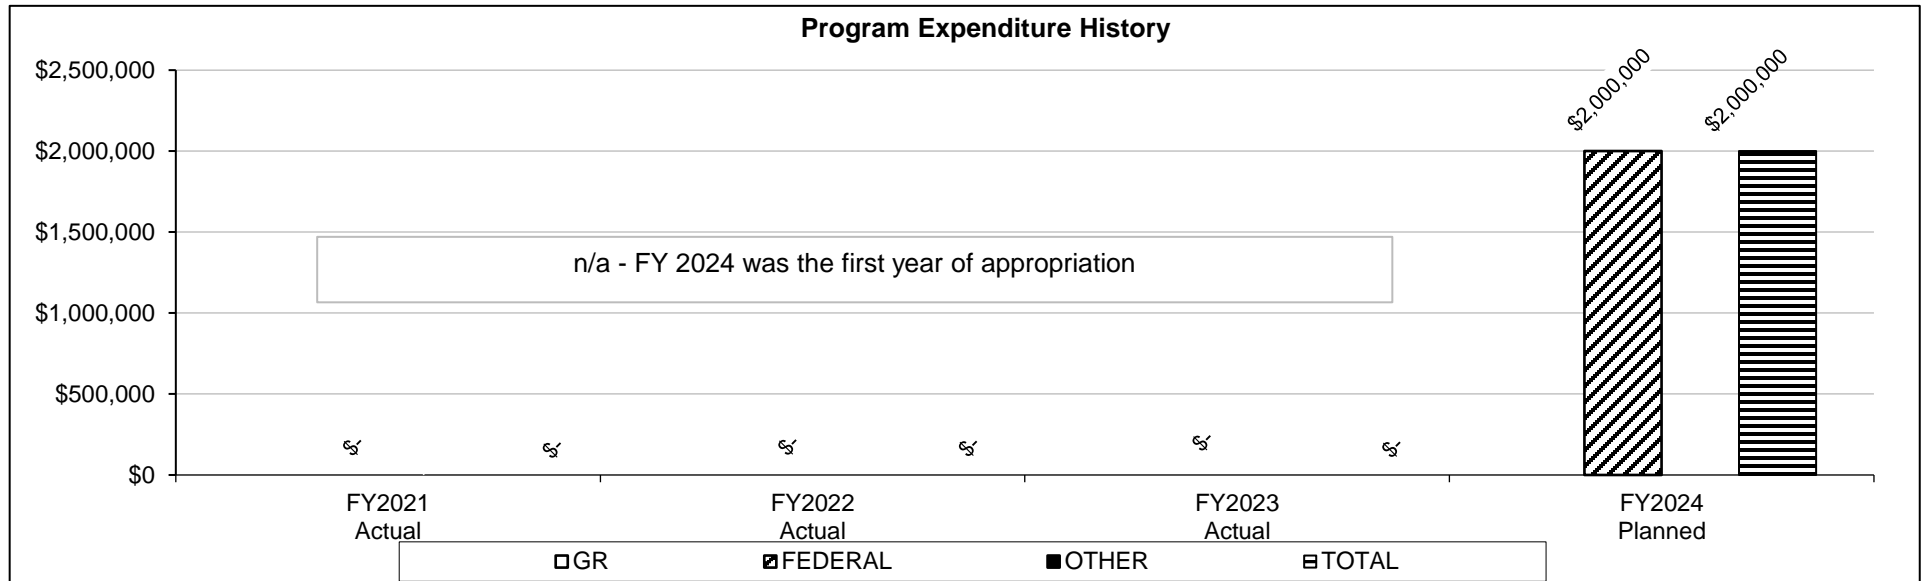 Program Expenditure History
$2,500,000
$2,000,000
$1,500,000
$1,000,000
$500,000
$0
$2,000,000
$2,000,000
n/a - FY 2024 was the first year of appropriation
$-
$-
$-
$-
$-
$-
FY2021
Actual
FY2022
Actual
FY2023
Actual
FY2024
Planned
GR
FEDERAL
OTHER
TOTAL